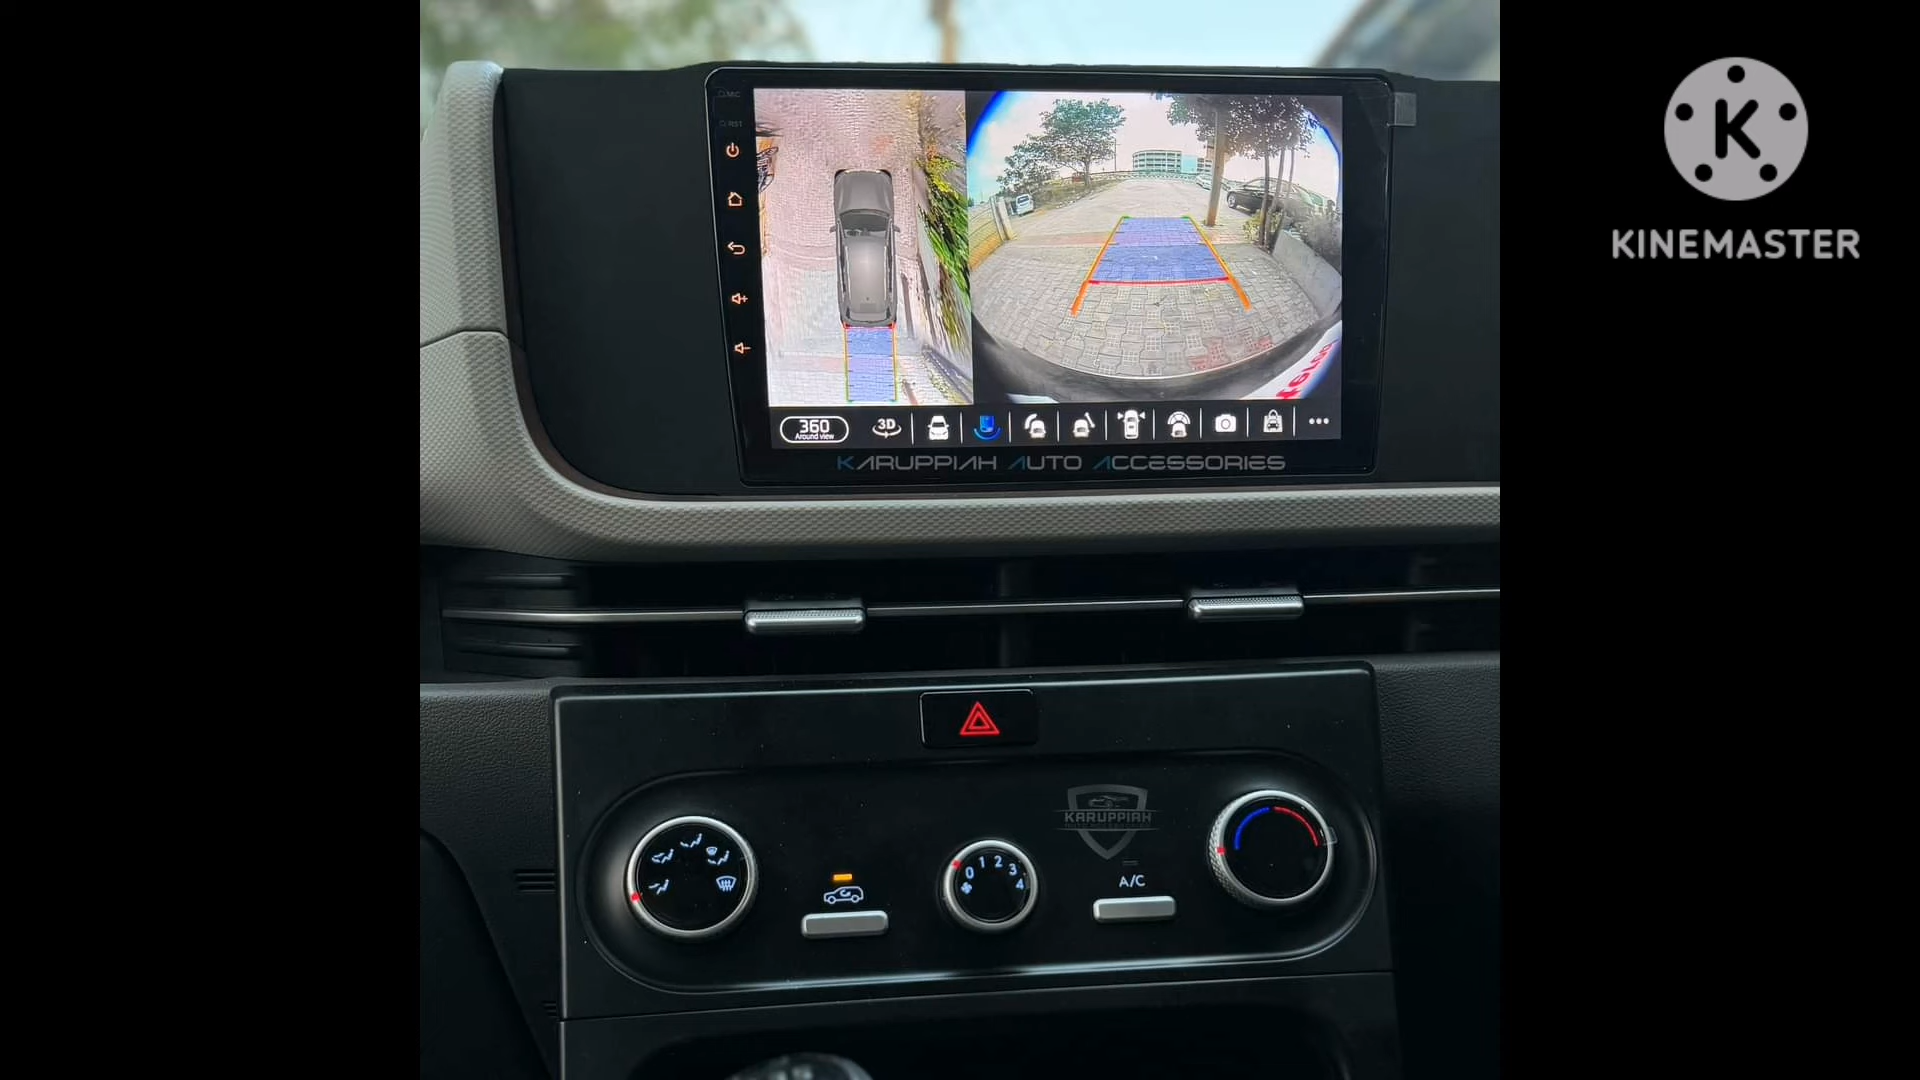 MIC
RST
360
Around view
3D
KARUPPIAH AUTO ACCESSORIES
KINEMASTER
K
KARUPPIAH
0 1 2 3 4
A/C